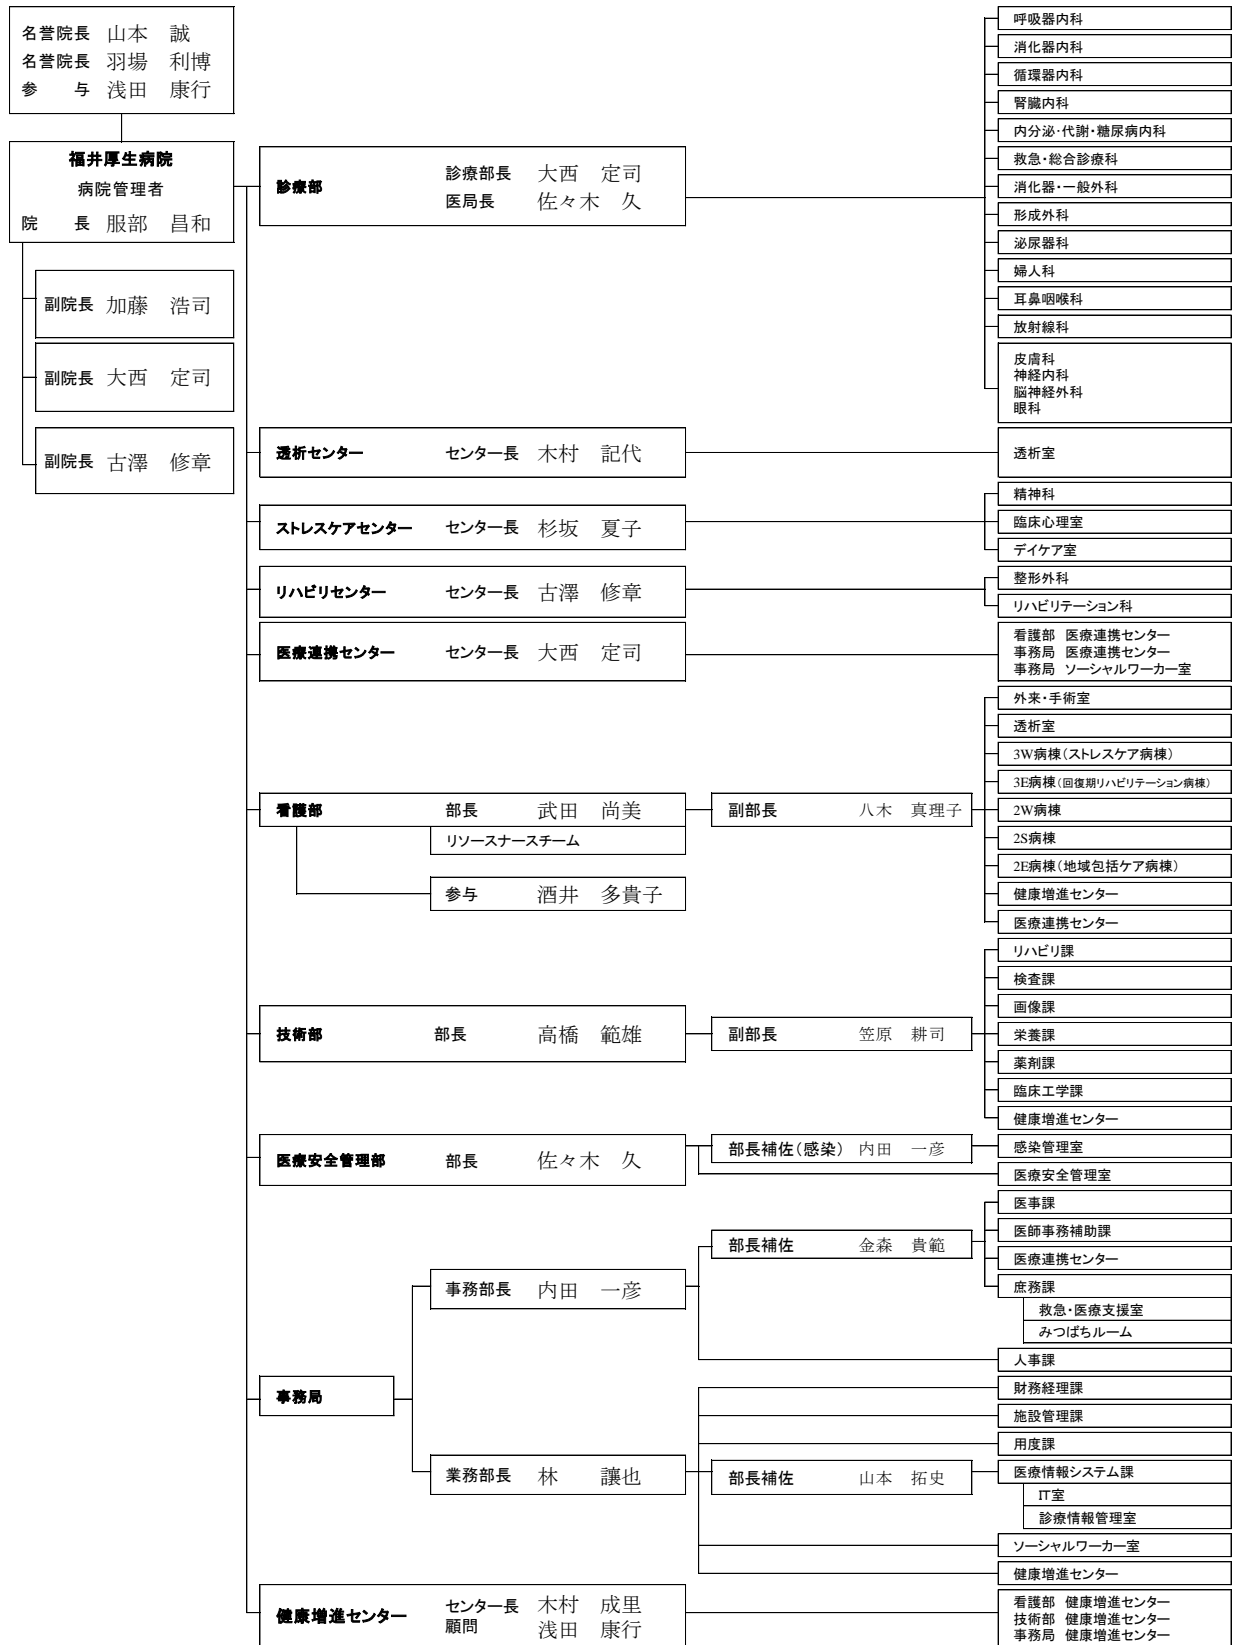 名誉院長 山本 誠
名誉院長 羽場 利博
参 与 浅田 康行
福井厚生病院
病院管理者
院 長 服部 昌和
副院長 加藤 浩司
副院長 大西 定司
副院長 古澤 修章
診療部 診療部長 大西 定司
医局長 佐々木 久
呼吸器内科
消化器内科
循環器内科
腎臓内科
内分泌・代謝・糖尿病内科
救急・総合診療科
消化器・一般外科
形成外科
泌尿器科
婦人科
耳鼻咽喉科
放射線科
皮膚科
神経内科
脳神経外科
眼科
透析センター センター長 木村 記代
透析室
ストレスケアセンター センター長 杉坂 夏子
精神科
臨床心理室
デイケア室
リハビリセンター センター長 古澤 修章
整形外科
リハビリテーション科
医療連携センター センター長 大西 定司
看護部 医療連携センター
事務局 医療連携センター
事務局 ソーシャルワーカー室
看護部 部長 武田 尚美
リソースナースチーム
参与 酒井 多貴子
副部長 八木 真理子
外来・手術室
透析室
3W病棟(ストレスケア病棟)
3E病棟(回復期リハビリテーション病棟)
2W病棟
2S病棟
2E病棟(地域包括ケア病棟)
健康増進センター
医療連携センター
技術部 部長 高橋 範雄
副部長 笠原 耕司
リハビリ課
検査課
画像課
栄養課
薬剤課
臨床工学課
健康増進センター
医療安全管理部 部長 佐々木 久
部長補佐(感染) 内田 一彦
感染管理室
医療安全管理室
事務局
事務部長 内田 一彦
部長補佐 金森 貴範
医事課
医師事務補助課
医療連携センター
庶務課
救急・医療支援室
みつばちルーム
人事課
業務部長 林 讓也
財務経理課
施設管理課
用度課
部長補佐 山本 拓史
医療情報システム課
IT室
診療情報管理室
ソーシャルワーカー室
健康増進センター
健康増進センター センター長 木村 成里
顧問 浅田 康行
看護部 健康増進センター
技術部 健康増進センター
事務局 健康増進センター